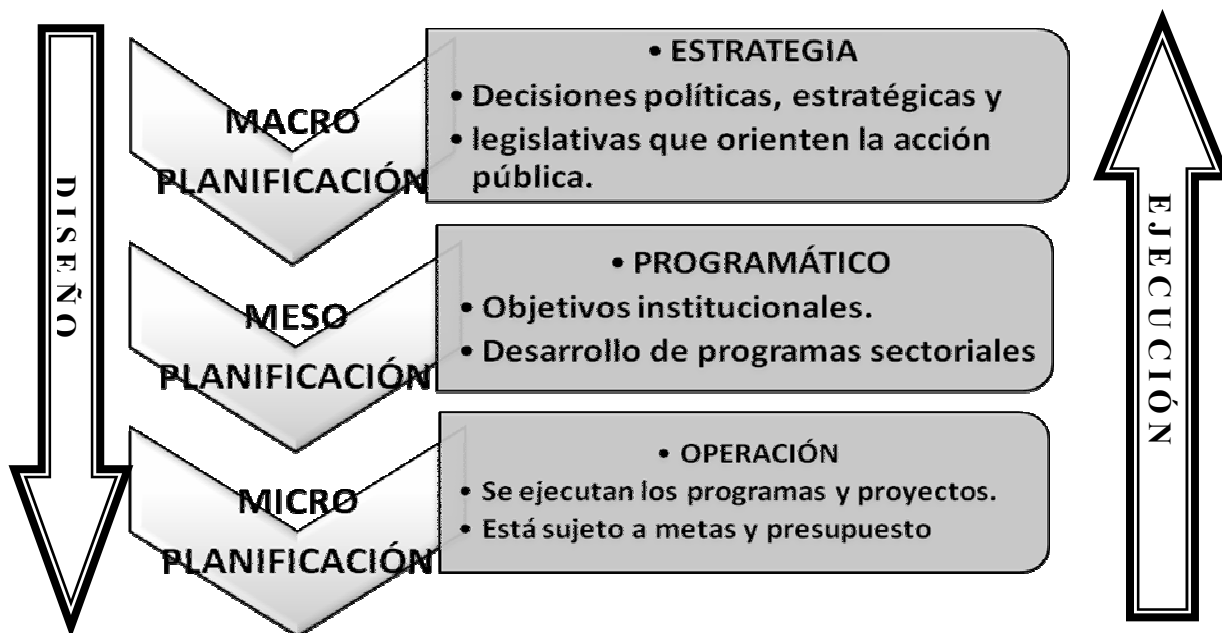 DISEÑO
MACRO
PLANIFICACIÓN
• ESTRATEGIA
• Decisiones políticas, estratégicas y
• legislativas que orienten la acción
pública.
MESO
PLANIFICACIÓN
• PROGRAMÁTICO
• Objetivos institucionales.
• Desarrollo de programas sectoriales
MICRO
PLANIFICACIÓN
• OPERACIÓN
• Se ejecutan los programas y proyectos.
• Está sujeto a metas y presupuesto
EJECUCIÓN